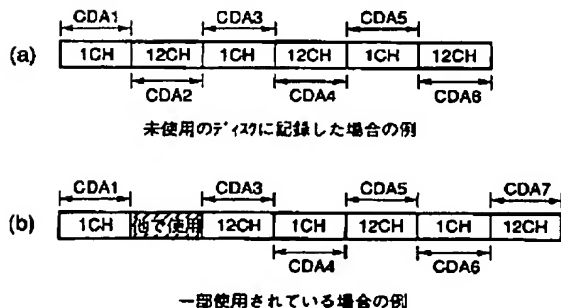 CDA1 CDA3 CDA5
(a) 1CH 12CH 1CH 12CH 1CH 12CH
CDA2 CDA4 CDA6
未使用のディスクに記録した場合の例
CDA1 CDA3 CDA5 CDA7
(b) 1CH 他で使用 12CH 1CH 12CH 1CH 12CH
CDA4 CDA6
一部使用されている場合の例